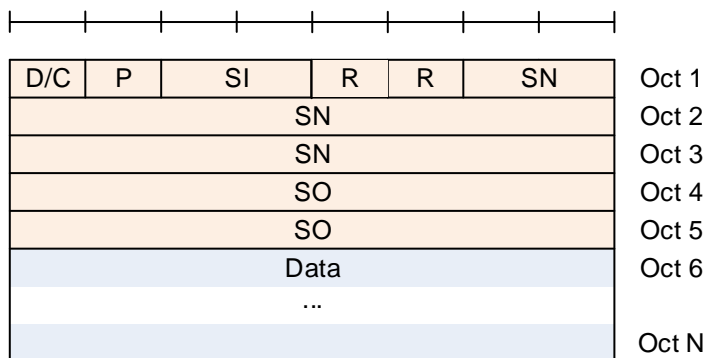 D/C P SI R R SN Oct 1
SN Oct 2
SN Oct 3
SO Oct 4
SO Oct 5
Data Oct 6
...
Oct N